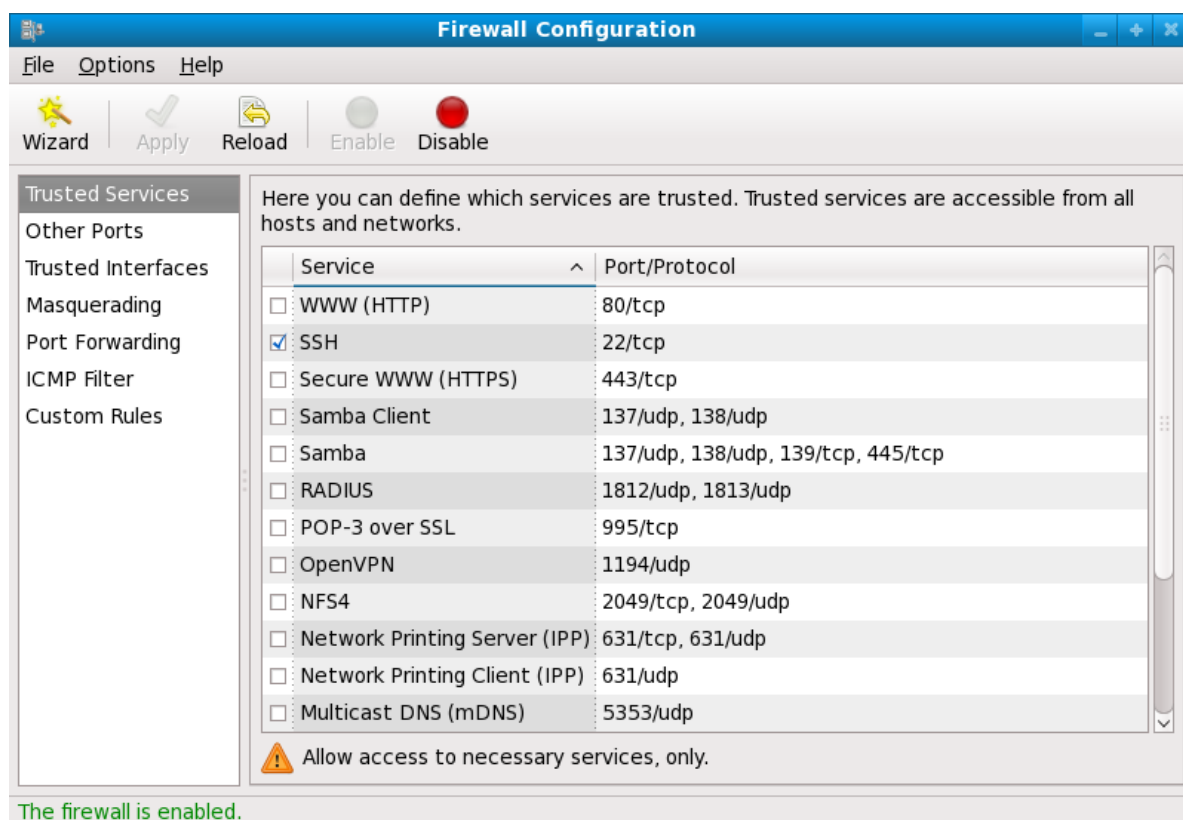 Firewall Configuration
File Options Help
Wizard Apply Reload Enable Disable
Trusted Services
Other Ports
Trusted Interfaces
Masquerading
Port Forwarding
ICMP Filter
Custom Rules
Here you can define which services are trusted. Trusted services are accessible from all
hosts and networks.
Service Port/Protocol
WWW (HTTP) 80/tcp
SSH 22/tcp
Secure WWW (HTTPS) 443/tcp
Samba Client 137/udp, 138/udp
Samba 137/udp, 138/udp, 139/tcp, 445/tcp
RADIUS 1812/udp, 1813/udp
POP-3 over SSL 995/tcp
OpenVPN 1194/udp
NFS4 2049/tcp, 2049/udp
Network Printing Server (IPP) 631/tcp, 631/udp
Network Printing Client (IPP) 631/udp
Multicast DNS (mDNS) 5353/udp
Allow access to necessary services, only.
The firewall is enabled.